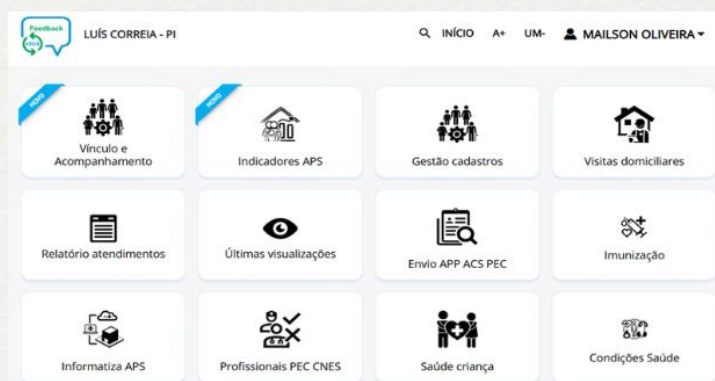 Feedback
LUÍS CORREIA - PI
INÍCIO
A+
UM-
MAILSON OLIVEIRA
NOVO
Vínculo e
Acompanhamento
NOVO
Indicadores APS
Gestão cadastros
Visitas domiciliares
Relatório atendimentos
Últimas visualizações
Envio APP ACS PEC
Imunização
Informatiza APS
Profissionais PEC CNES
Saúde criança
Condições Saúde